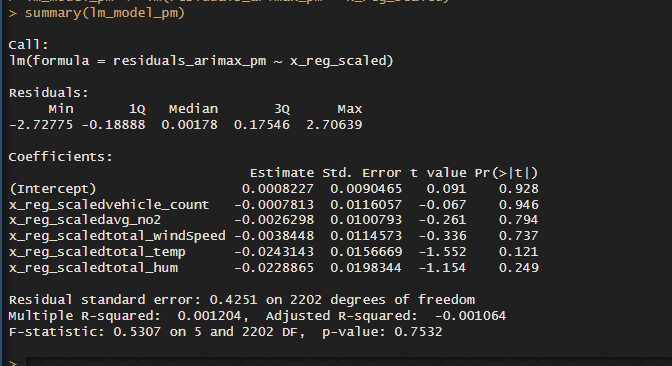 > summary(lm_model_pm)
Call:
lm(formula = residuals_arimax_pm ~ x_reg_scaled)
Residuals:
Min 1Q Median 3Q Max
-2.72775 -0.18888 0.00178 0.17546 2.70639
Coefficients:
Estimate Std. Error t value Pr(>|t|)
(Intercept) 0.0008227 0.0090465 0.091 0.928
x_reg_scaledvehicle_count -0.0007813 0.0116057 -0.067 0.946
x_reg_scaledavg_no2 -0.0026298 0.0100793 -0.261 0.794
x_reg_scaledtotal_windSpeed -0.0038448 0.0114573 -0.336 0.737
x_reg_scaledtotal_temp -0.0243143 0.0156669 -1.552 0.121
x_reg_scaledtotal_hum -0.0228865 0.0198344 -1.154 0.249
Residual standard error: 0.4251 on 2202 degrees of freedom
Multiple R-squared: 0.001204, Adjusted R-squared: -0.001064
F-statistic: 0.5307 on 5 and 2202 DF, p-value: 0.7532
>